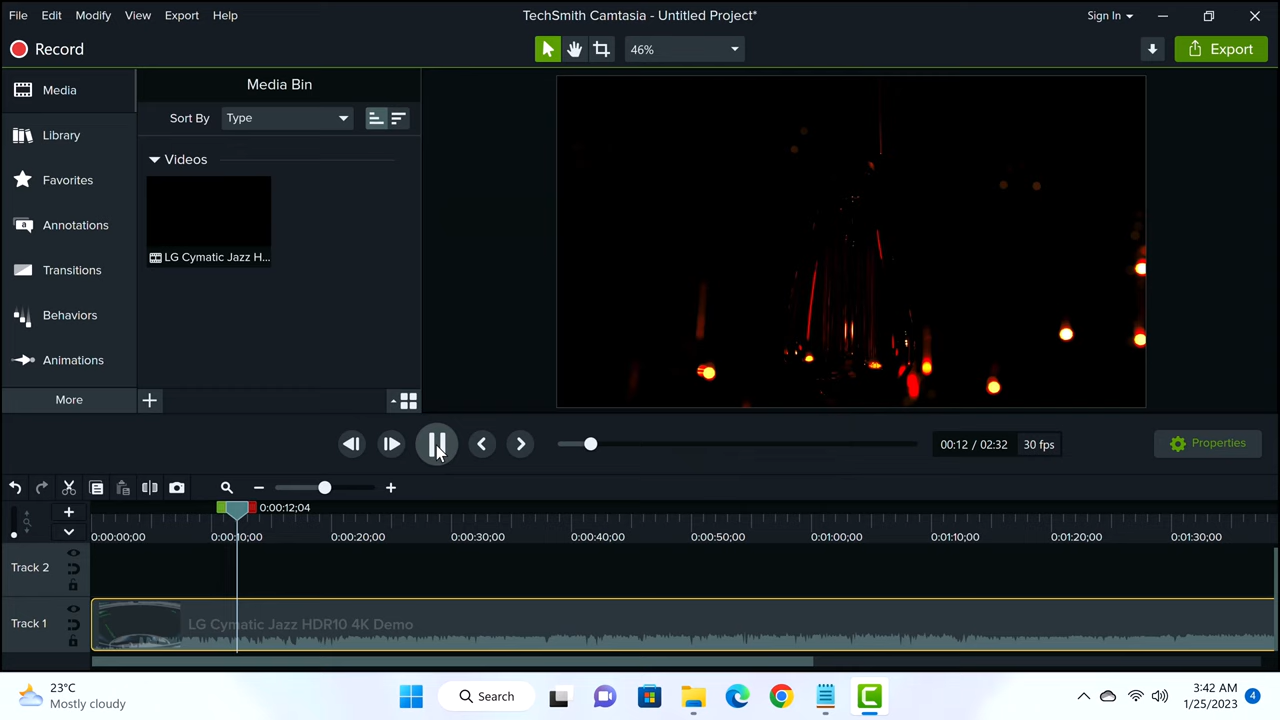 File Edit Modify View Export Help
TechSmith Camtasia - Untitled Project*
Sign In
Record
46%
Export
Media
Library
Favorites
Annotations
Transitions
Behaviors
Animations
More
Media Bin
Sort By Type
Videos
LG Cymatic Jazz H...
00:12 / 02:32 30 fps
Properties
0:00:12;04
0:00:00;00 0:00:10;00 0:00:20;00 0:00:30;00 0:00:40;00 0:00:50;00 0:01:00;00 0:01:10;00 0:01:20;00 0:01:30;00
Track 2
Track 1
LG Cymatic Jazz HDR10 4K Demo
23°C
Mostly cloudy
Search
3:42 AM
1/25/2023
4